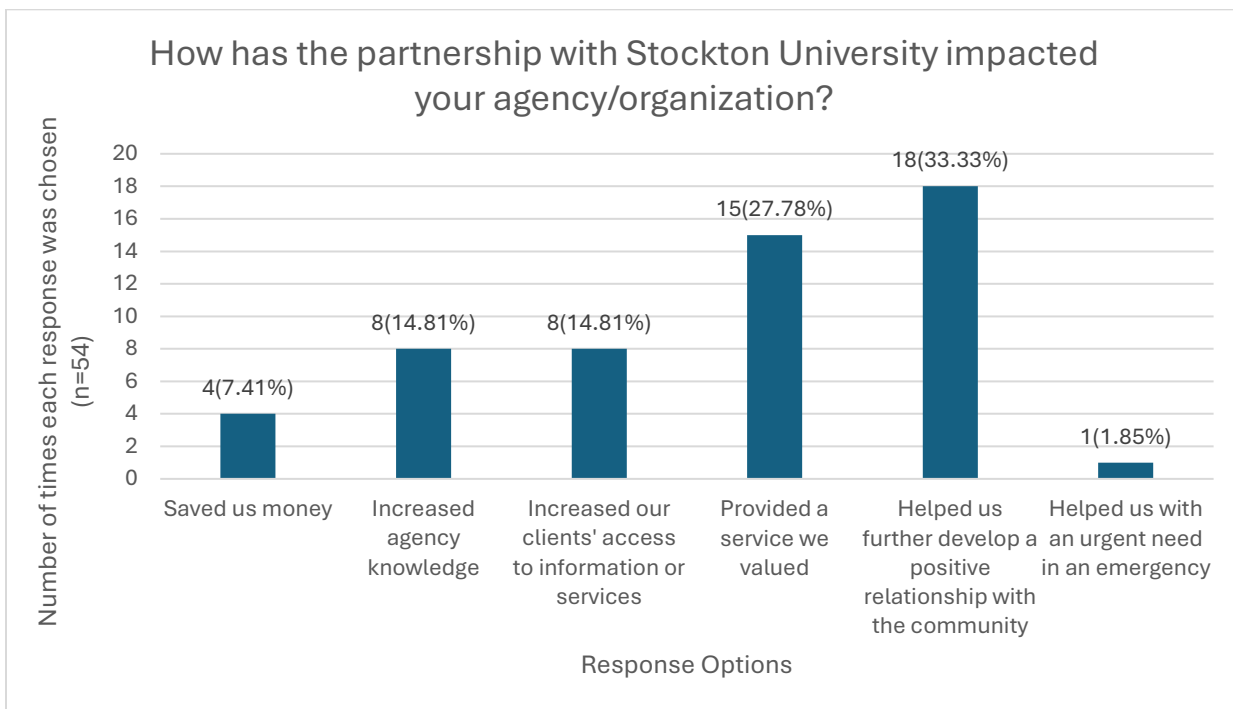 How has the partnership with Stockton University impacted
your agency/organization?
Number of times each response was chosen
(n=54)
20
18
16
14
12
10
8
6
4
2
0
4(7.41%)
8(14.81%)
8(14.81%)
15(27.78%)
18(33.33%)
1(1.85%)
Saved us money
Increased
agency
knowledge
Increased our
clients' access
to information or
services
Provided a
service we
valued
Helped us
further develop a
positive
relationship with
the community
Helped us with
an urgent need
in an emergency
Response Options